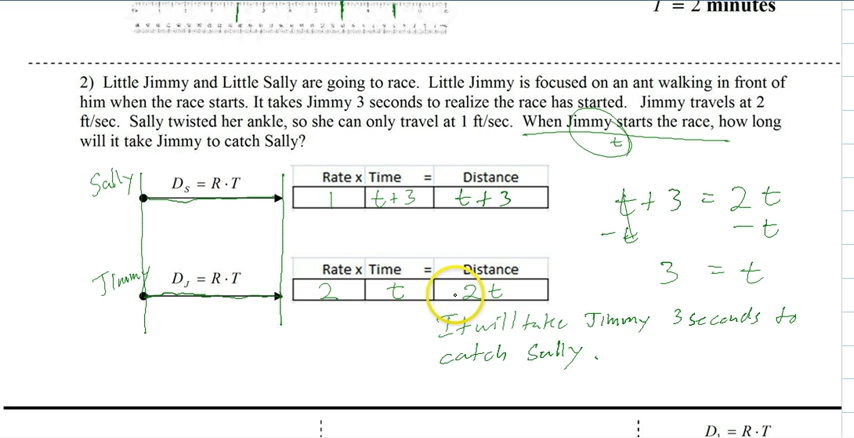 T = 2 minutes
2) Little Jimmy and Little Sally are going to race. Little Jimmy is focused on an ant walking in front of
him when the race starts. It takes Jimmy 3 seconds to realize the race has started. Jimmy travels at 2
ft/sec. Sally twisted her ankle, so she can only travel at 1 ft/sec. When Jimmy starts the race, how long
will it take Jimmy to catch Sally?
t
Sally
D_S = R · T
Rate x Time = Distance
1 t+3 t+3
Jimmy
D_J = R · T
Rate x Time = Distance
2 t 2t
t + 3 = 2t
-t -t
3 = t
It will take Jimmy 3 seconds to
catch Sally.
D_1 = R · T